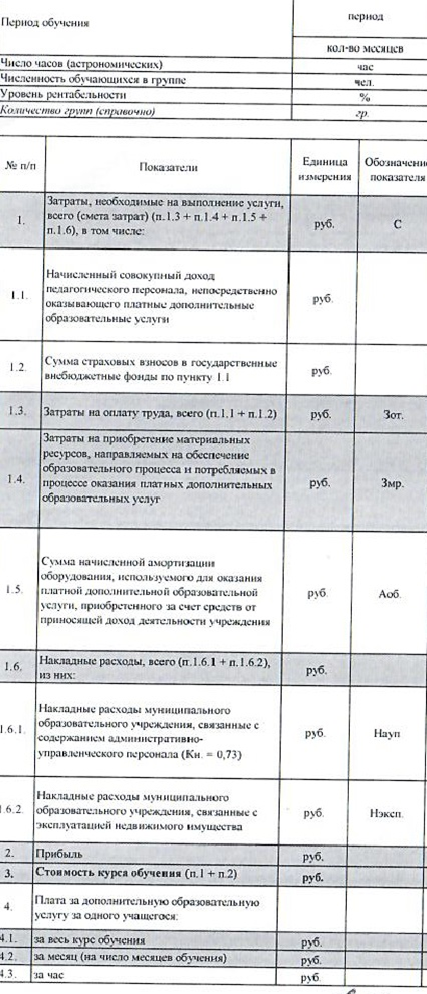 Период обучения
период
кол-во месяцев
Число часов (астрономических) час
Численность обучающихся в группе чел.
Уровень рентабельности %
Количество групп (справочно) гр.
№ п/п Показатели Единица измерения Обозначение показателя
1. Затраты, необходимые на выполнение услуги, руб. С
всего (смета затрат) (п.1.3 + п.1.4 + п.1.5 +
п.1.6), в том числе:
1.1. Начисленный совокупный доход руб.
педагогического персонала, непосредственно
оказывающего платные дополнительные
образовательные услуги
1.2. Сумма страховых взносов в государственные руб.
внебюджетные фонды по пункту 1.1
1.3. Затраты на оплату труда, всего (п.1.1 + п.1.2) руб. Зот.
1.4. Затраты на приобретение материальных руб. Змр.
ресурсов, направляемых на обеспечение
образовательного процесса и потребляемых в
процессе оказания платных дополнительных
образовательных услуг
1.5. Сумма начисленной амортизации руб. Аоб.
оборудования, используемого для оказания
платной дополнительной образовательной
услуги, приобретенного за счет средств от
приносящей доход деятельности учреждения
1.6. Накладные расходы, всего (п.1.6.1 + п.1.6.2), руб.
из них:
1.6.1. Накладные расходы муниципального руб. Науп
образовательного учреждения, связанные с
содержанием административно-
управленческого персонала (Кн. = 0,73)
1.6.2. Накладные расходы муниципального руб. Нэксп.
образовательного учреждения, связанные с
эксплуатацией недвижимого имущества
2. Прибыль руб.
3. Стоимость курса обучения (п.1 + п.2) руб.
4. Плата за дополнительную образовательную
услугу за одного учащегося:
4.1. за весь курс обучения руб.
4.2. за месяц (на число месяцев обучения) руб.
4.3. за час руб